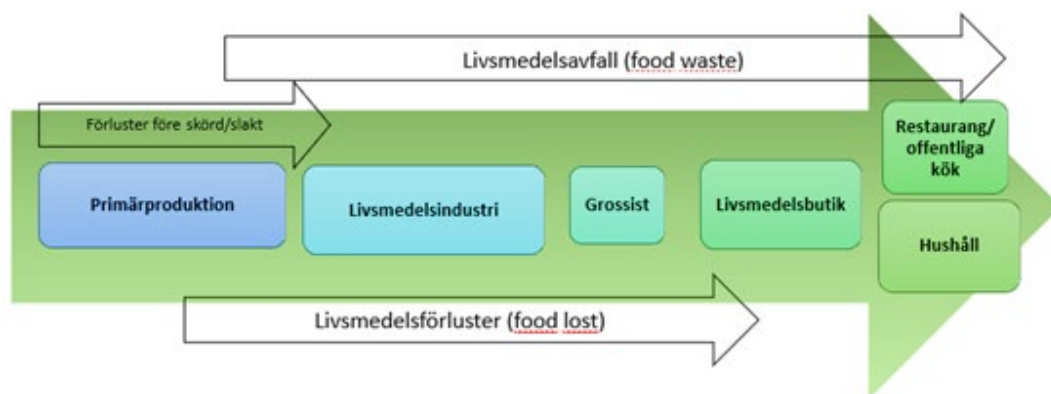 Livsmedelsavfall (food waste)
Förluster före skörd/slakt
Restaurang/
offentliga
kök
Primärproduktion
Livsmedelsindustri
Grossist
Livsmedelsbutik
Hushåll
Livsmedelsförluster (food lost)